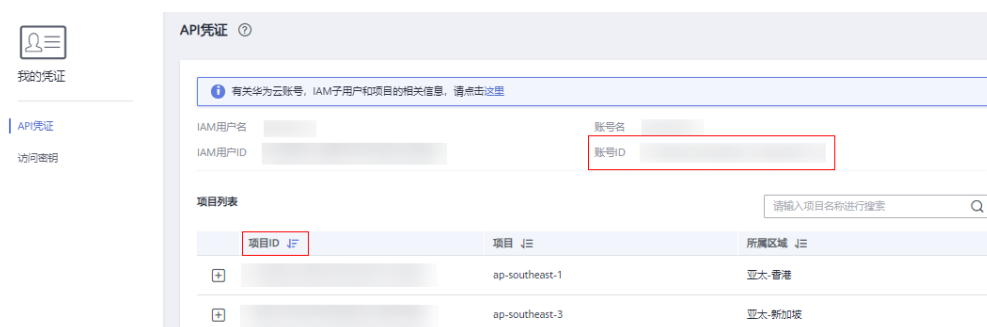 我的凭证
API凭证
访问密钥
API凭证 ?
有关华为云账号，IAM子用户和项目的相关信息，请点击这里
IAM用户名 账号名
IAM用户ID 账号ID
项目列表 请输入项目名称进行搜索
项目ID 项目 所属区域
ap-southeast-1 亚太-香港
ap-southeast-3 亚太-新加坡